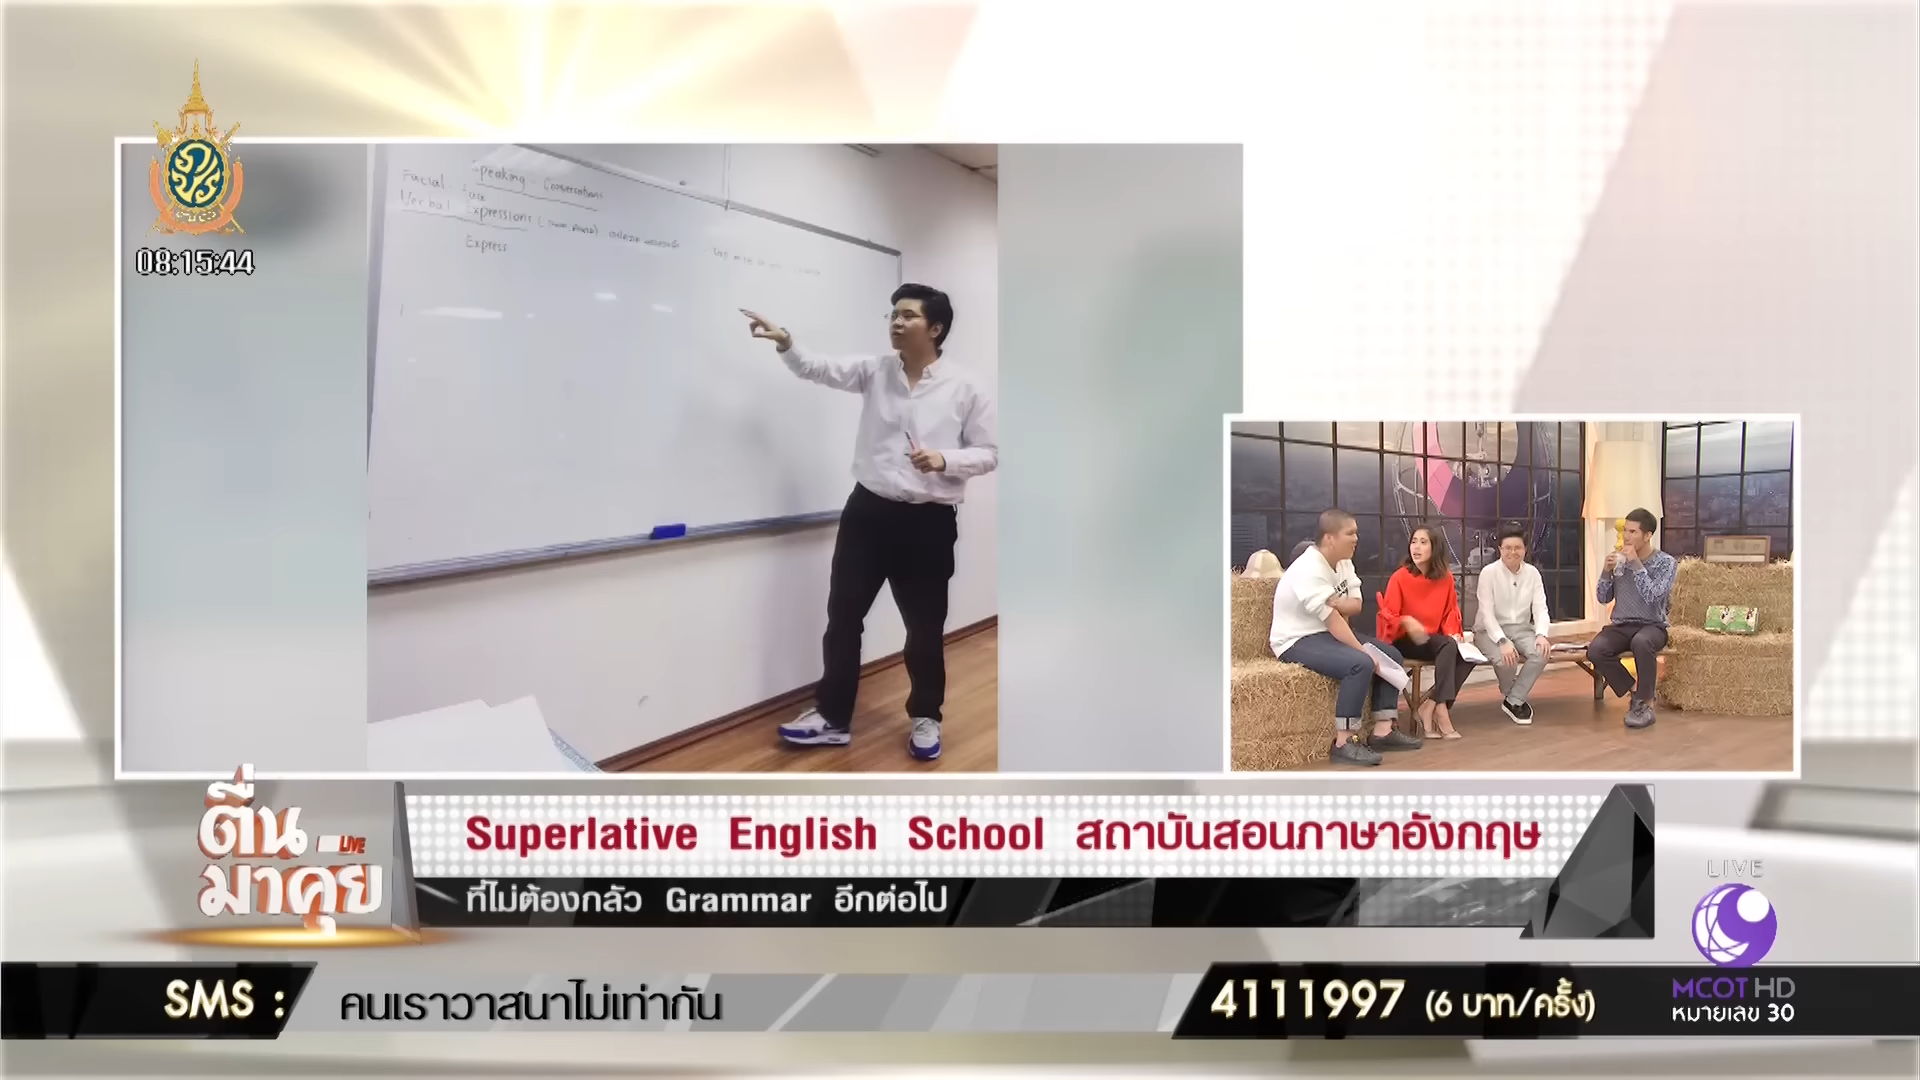 08:15:44
Speaking - Conversations
Facial - Face
Verbal Expressions
Express
ตื่น
LIVE
มาคุย
Superlative English School สถาบันสอนภาษาอังกฤษ
ที่ไม่ต้องกลัว Grammar อีกต่อไป
LIVE
MCOT HD
หมายเลข 30
SMS : คนเราวาสนาไม่เท่ากัน 4111997 (6 บาท/ครั้ง)